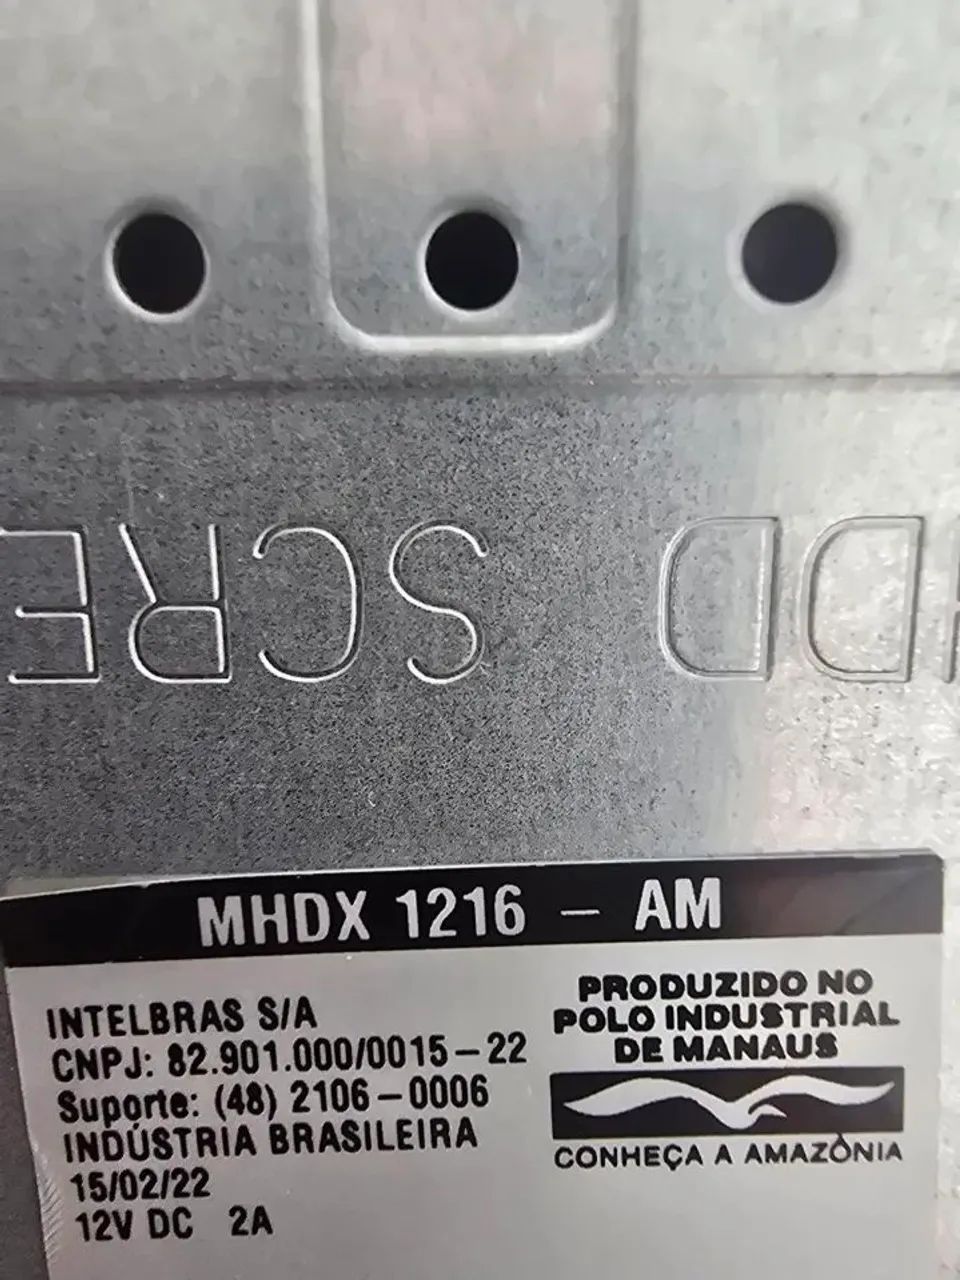 HDD SCRE
MHDX 1216 - AM
INTELBRAS S/A
CNPJ: 82.901.000/0015-22
Suporte: (48) 2106-0006
INDÚSTRIA BRASILEIRA
15/02/22
12V DC 2A
PRODUZIDO NO
POLO INDUSTRIAL
DE MANAUS
CONHEÇA A AMAZÔNIA